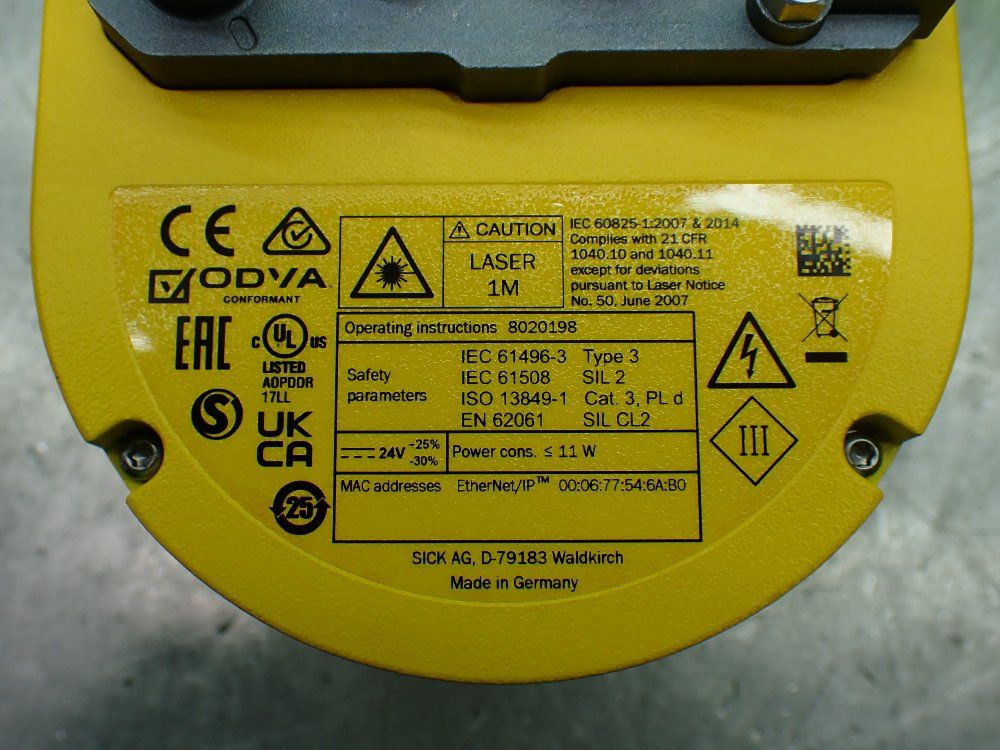 CE
ODVA
CONFORMANT
EAC
C UL US
LISTED
AOPDDR
17LL
S
UK
CA
25
CAUTION
LASER
1M
IEC 60825-1:2007 & 2014
Complies with 21 CFR
1040.10 and 1040.11
except for deviations
pursuant to Laser Notice
No. 50, June 2007
Operating instructions 8020198
Safety
parameters
IEC 61496-3 Type 3
IEC 61508 SIL 2
ISO 13849-1 Cat. 3, PL d
EN 62061 SIL CL2
24V +25%
-30%
Power cons. ≤ 11 W
MAC addresses EtherNet/IP™ 00:06:77:54:6A:B0
III
SICK AG, D-79183 Waldkirch
Made in Germany